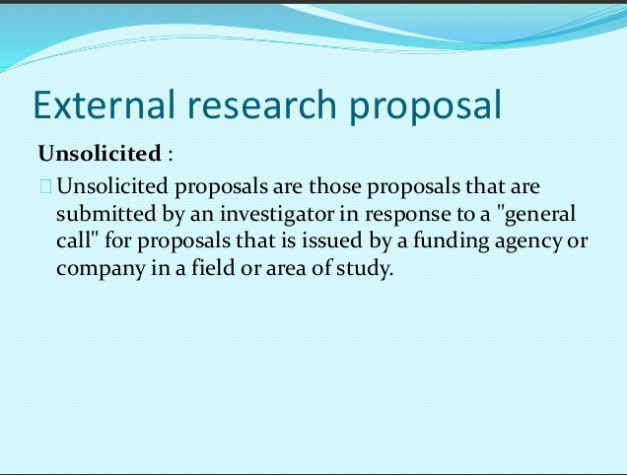 External research proposal
Unsolicited :
Unsolicited proposals are those proposals that are
submitted by an investigator in response to a "general
call" for proposals that is issued by a funding agency or
company in a field or area of study.